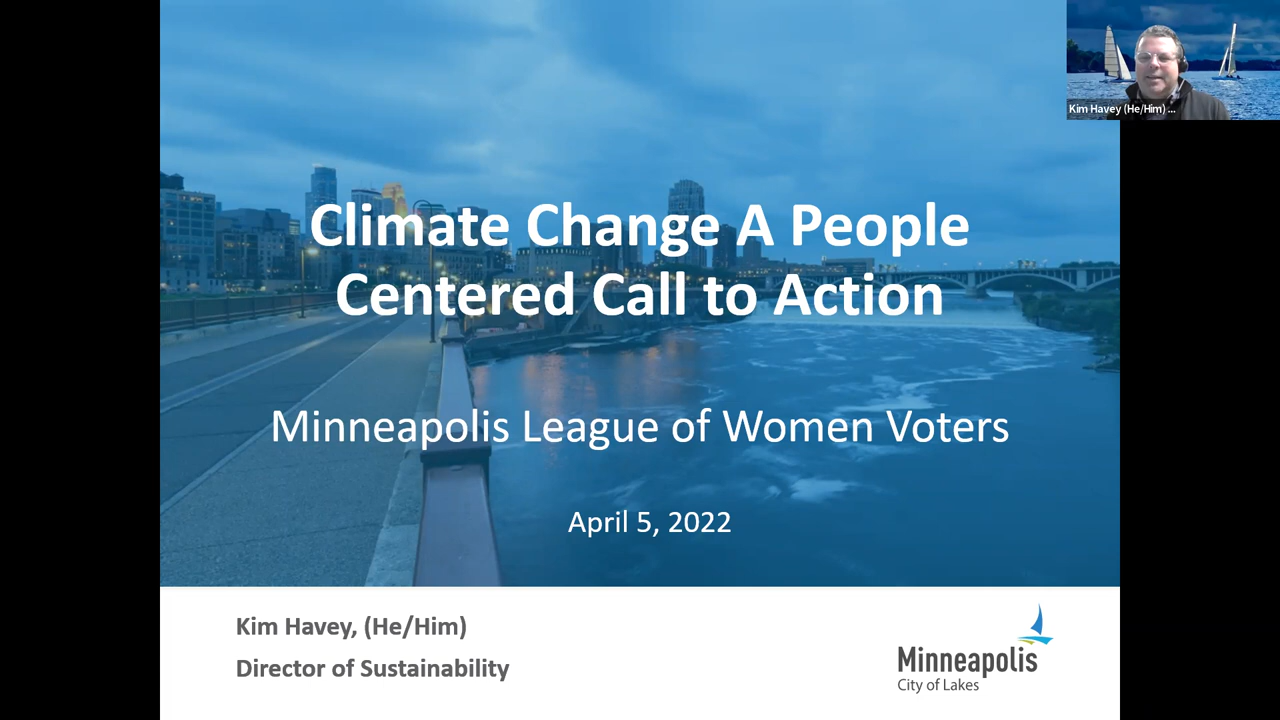 Kim Havey (He/Him) ...
Climate Change A People
Centered Call to Action
Minneapolis League of Women Voters
April 5, 2022
Kim Havey, (He/Him)
Director of Sustainability
Minneapolis
City of Lakes